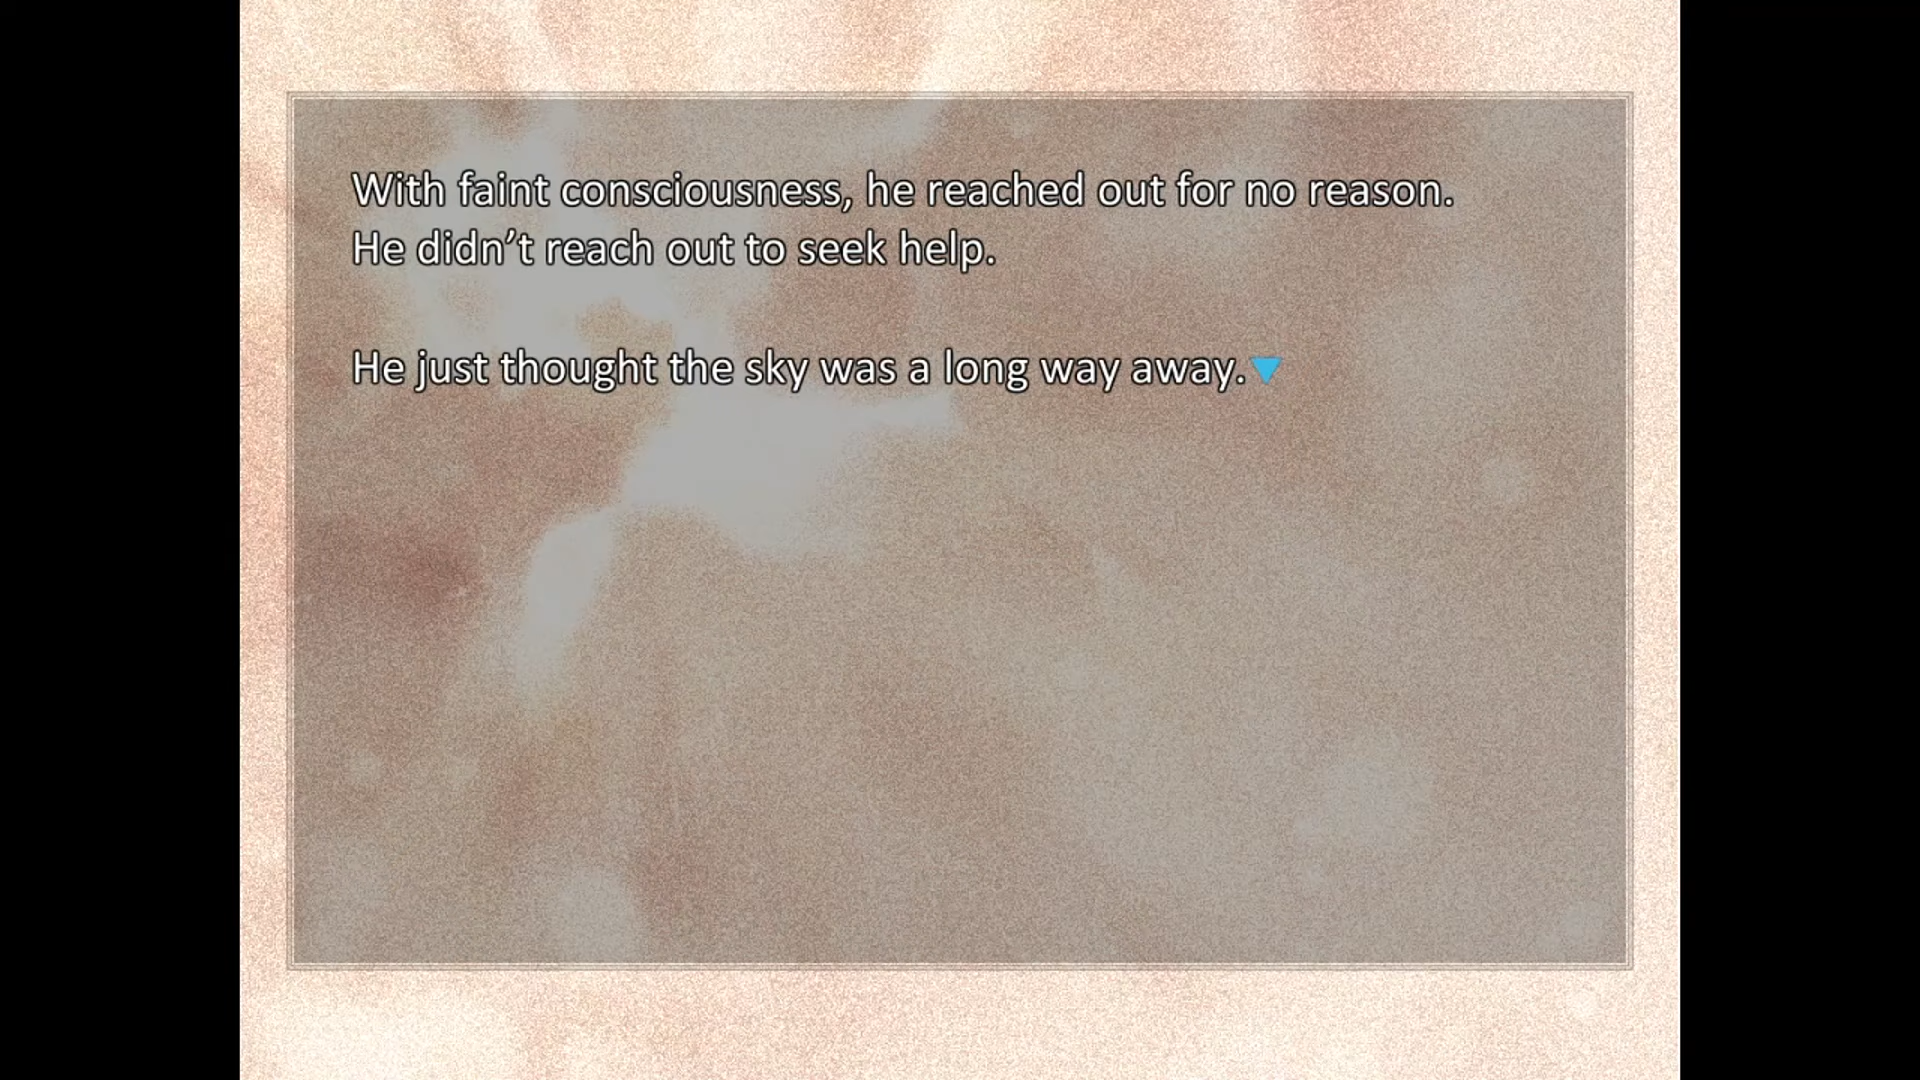 With faint consciousness, he reached out for no reason.
He didn’t reach out to seek help.
He just thought the sky was a long way away.